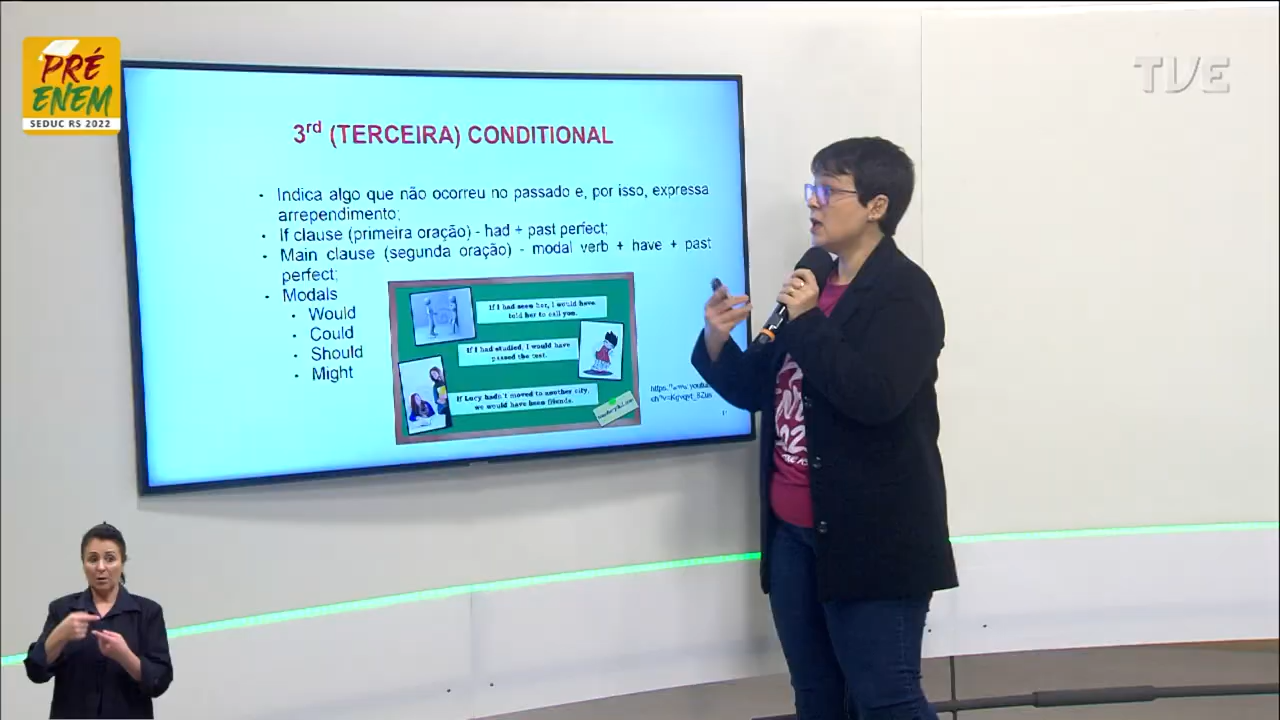 PRÉ
ENEM
SEDUC RS 2022
TVE
3rd (TERCEIRA) CONDITIONAL
• Indica algo que não ocorreu no passado e, por isso, expressa
arrependimento;
• If clause (primeira oração) - had + past perfect;
• Main clause (segunda oração) - modal verb + have + past
perfect;
• Modals
• Would
• Could
• Should
• Might
If I had seen her, I would have
told her to call you.
If I had studied, I would have
passed the test.
If Lucy hadn't moved to another city,
we would have been friends.